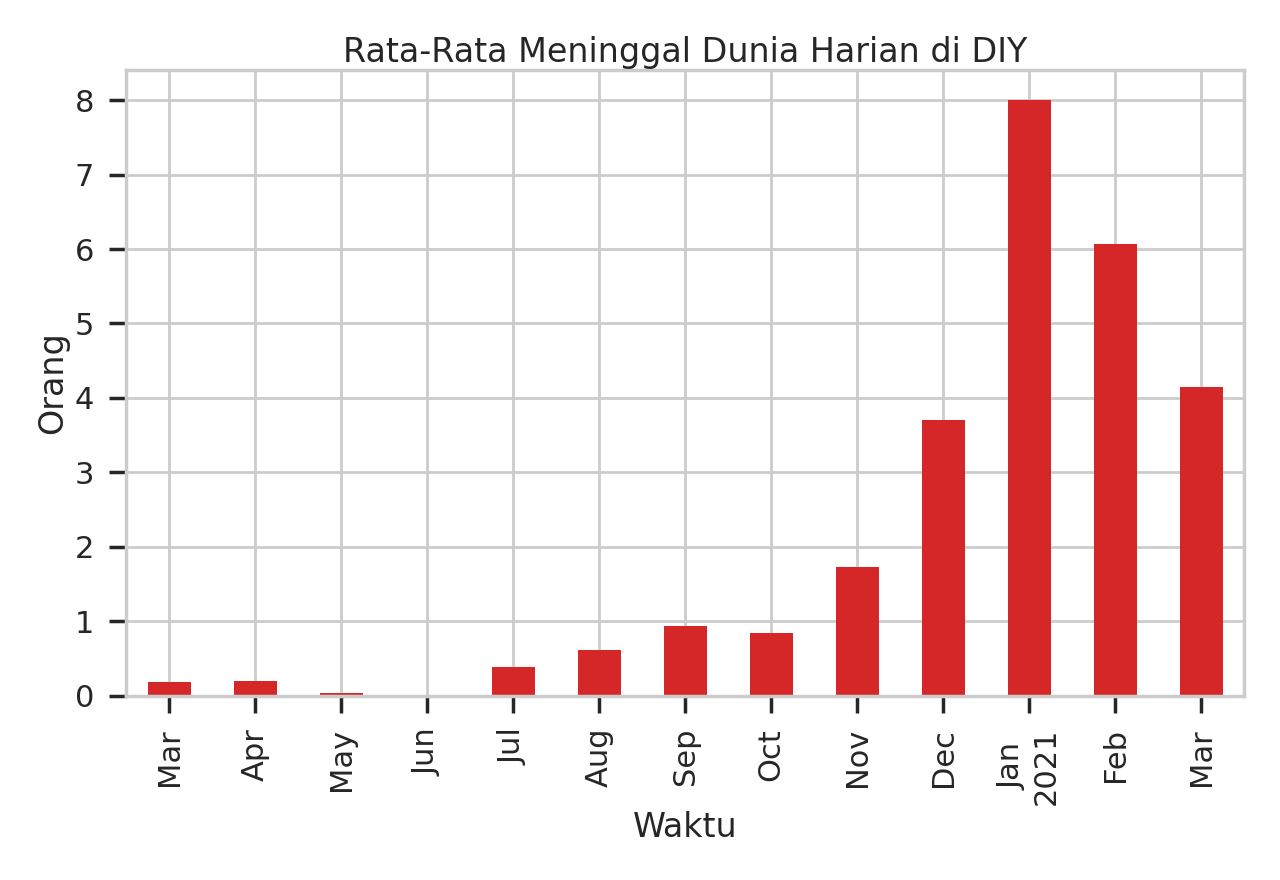 Rata-Rata Meninggal Dunia Harian di DIY
8
7
6
5
4
3
2
1
0
Orang
Mar
Apr
May
Jun
Jul
Aug
Sep
Oct
Nov
Dec
Jan
2021
Feb
Mar
Waktu